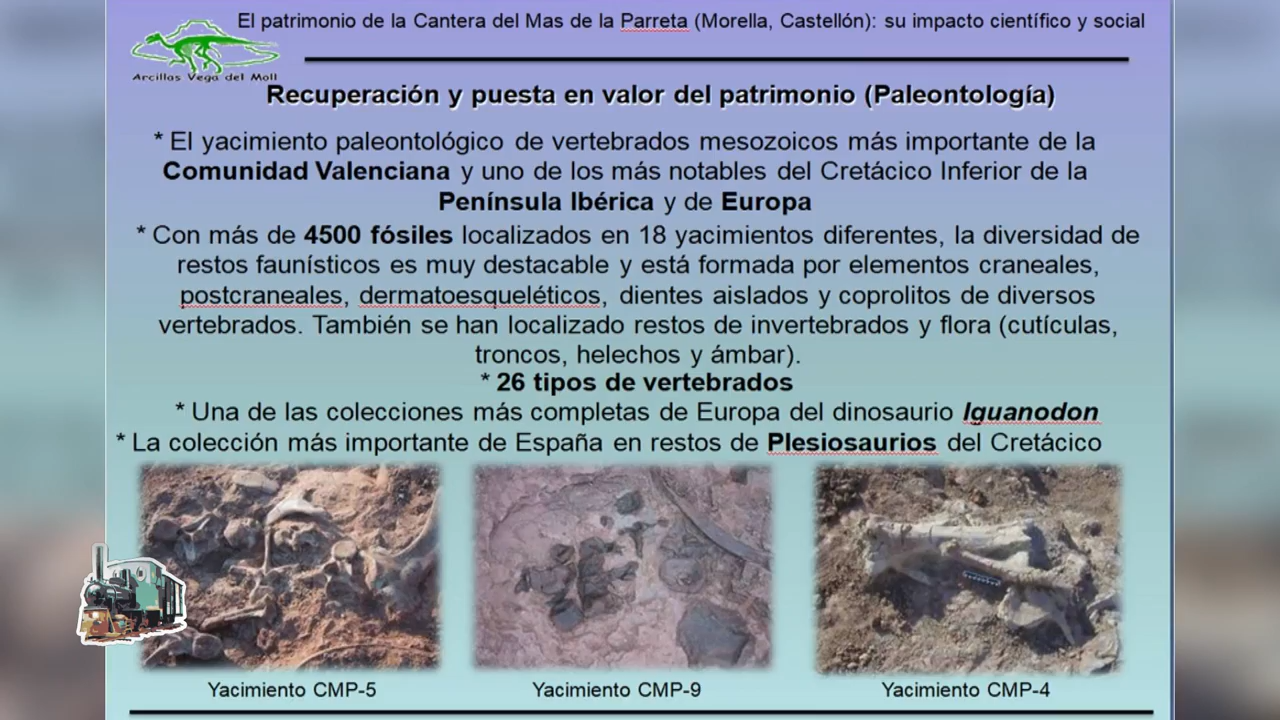 El patrimonio de la Cantera del Mas de la Parreta (Morella, Castellón): su impacto científico y social
Arcillas Vega del Moll
Recuperación y puesta en valor del patrimonio (Paleontología)
* El yacimiento paleontológico de vertebrados mesozoicos más importante de la
Comunidad Valenciana y uno de los más notables del Cretácico Inferior de la
Península Ibérica y de Europa
* Con más de 4500 fósiles localizados en 18 yacimientos diferentes, la diversidad de
restos faunísticos es muy destacable y está formada por elementos craneales,
postcraneales, dermatoesqueléticos, dientes aislados y coprolitos de diversos
vertebrados. También se han localizado restos de invertebrados y flora (cutículas,
troncos, helechos y ámbar).
* 26 tipos de vertebrados
* Una de las colecciones más completas de Europa del dinosaurio Iguanodon
* La colección más importante de España en restos de Plesiosaurios del Cretácico
Yacimiento CMP-5
Yacimiento CMP-9
Yacimiento CMP-4